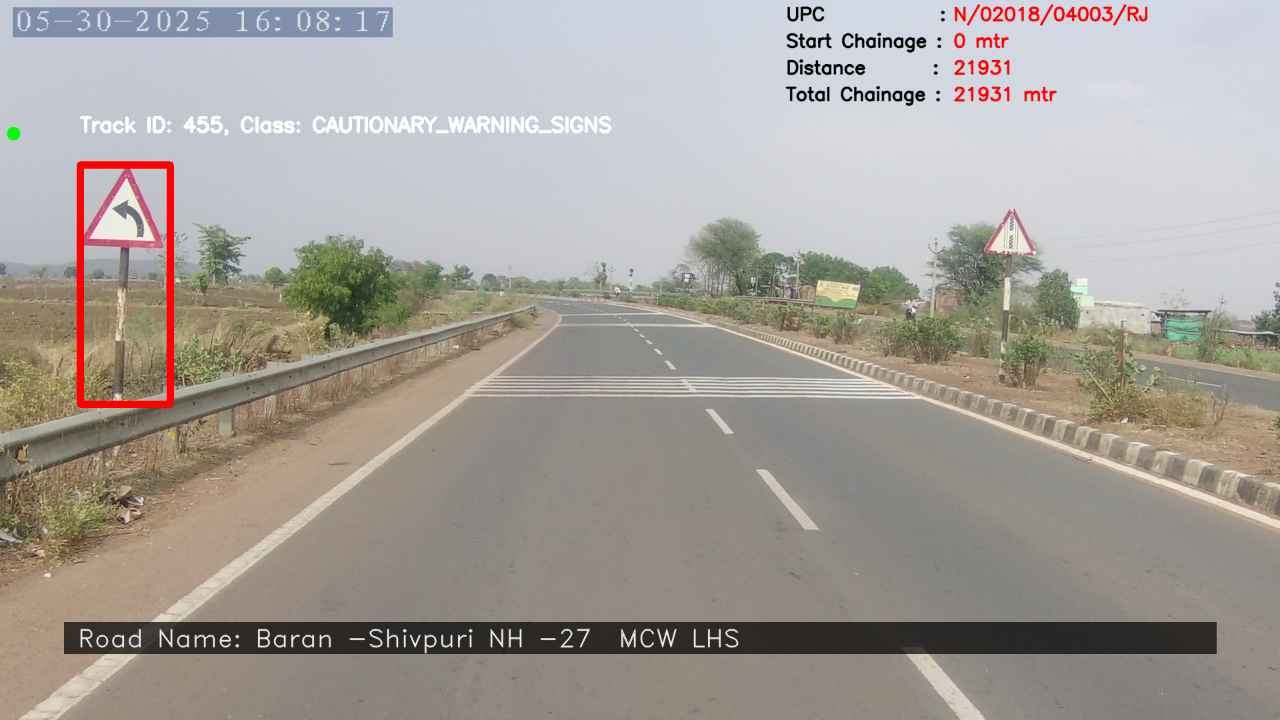 05-30-2025 16:08:17
UPC : N/02018/04003/RJ
Start Chainage : 0 mtr
Distance : 21931
Total Chainage : 21931 mtr
Track ID: 455, Class: CAUTIONARY_WARNING_SIGNS
Road Name: Baran -Shivpuri NH -27 MCW LHS